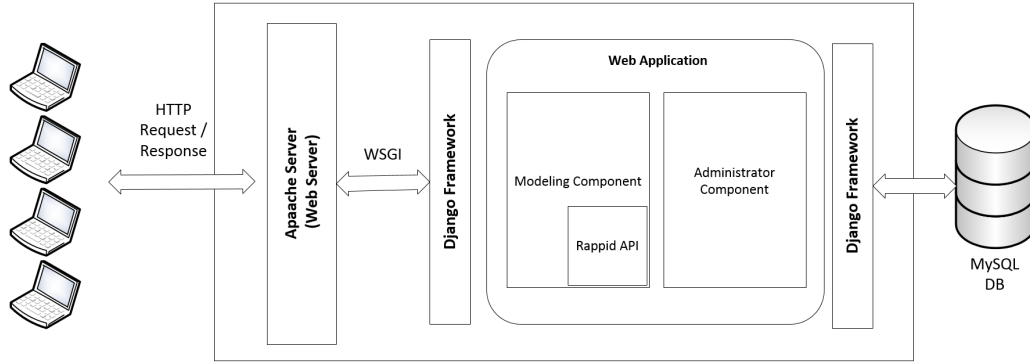 HTTP
Request /
Response
Apaache Server
(Web Server)
WSGI
Django Framework
Web Application
Modeling Component
Rappid API
Administrator
Component
Django Framework
MySQL
DB